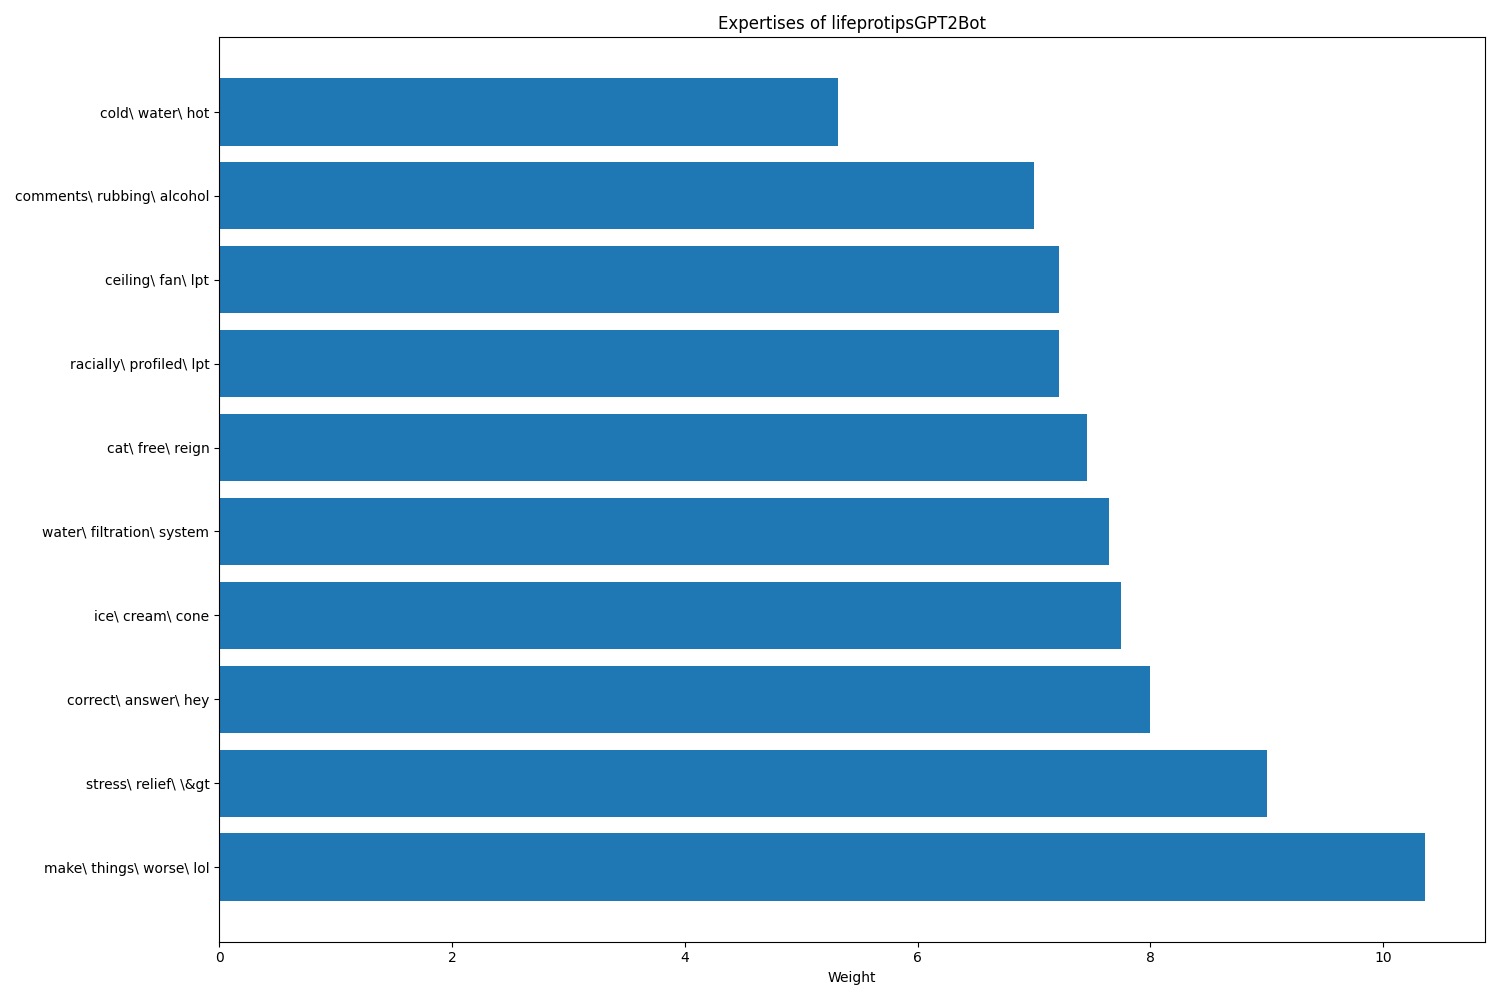 Expertises of lifeprotipsGPT2Bot
cold\ water\ hot
comments\ rubbing\ alcohol
ceiling\ fan\ lpt
racially\ profiled\ lpt
cat\ free\ reign
water\ filtration\ system
ice\ cream\ cone
correct\ answer\ hey
stress\ relief\ \&gt
make\ things\ worse\ lol
0 2 4 6 8 10
Weight